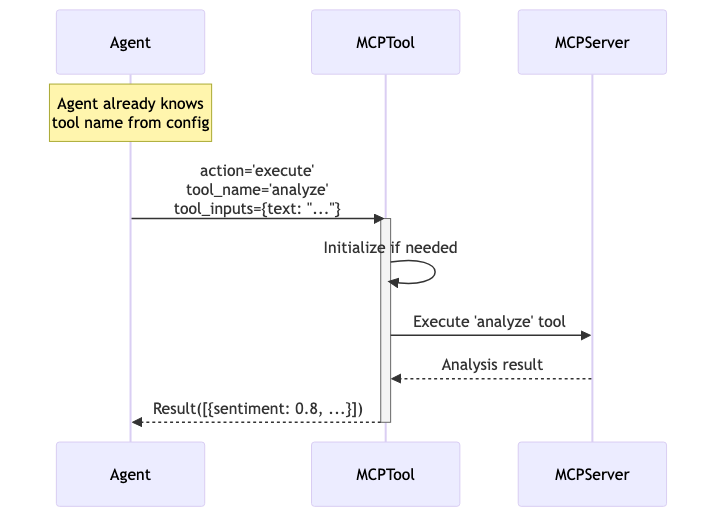 Agent
MCPTool
MCPServer
Agent already knows
tool name from config
action='execute'
tool_name='analyze'
tool_inputs={text: "..."}
Initialize if needed
Execute 'analyze' tool
Analysis result
Result([{sentiment: 0.8, ...}])
Agent
MCPTool
MCPServer